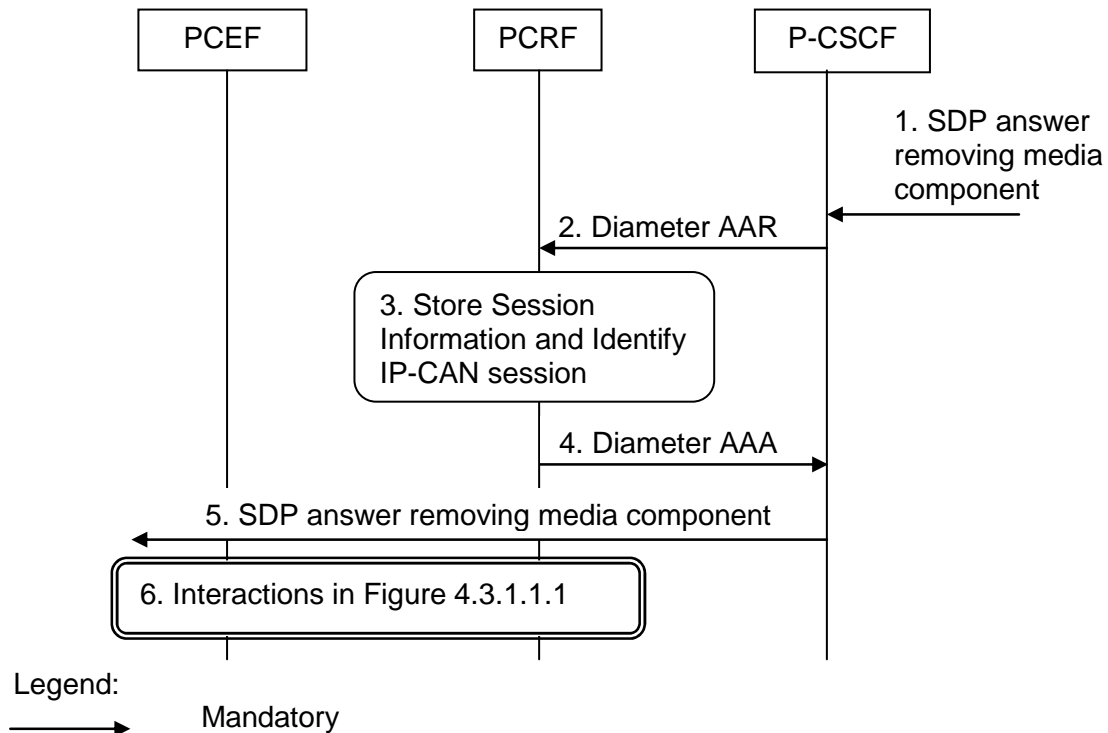 PCEF
PCRF
P-CSCF
1. SDP answer
removing media
component
2. Diameter AAR
3. Store Session
Information and Identify
IP-CAN session
4. Diameter AAA
5. SDP answer removing media component
6. Interactions in Figure 4.3.1.1.1
Legend:
Mandatory